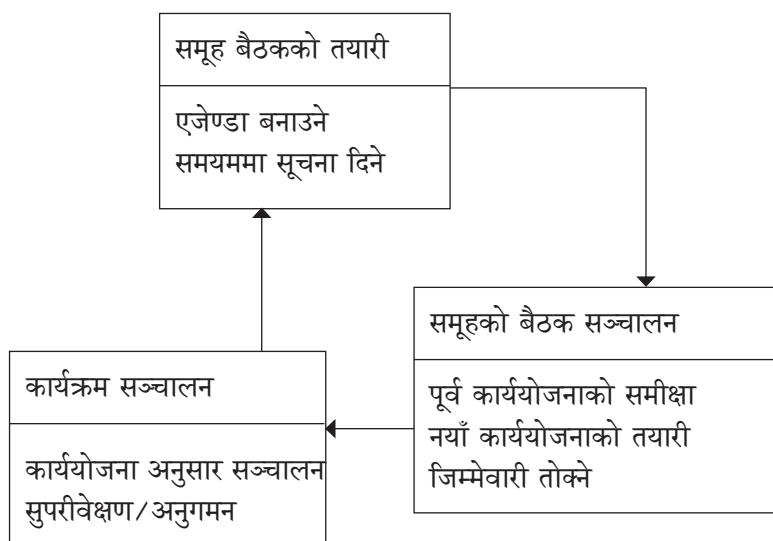 समूह बैठकको तयारी
एजेण्डा बनाउने
समयममा सूचना दिने
समूहको बैठक सञ्चालन
पूर्व कार्ययोजनाको समीक्षा
नयाँ कार्ययोजनाको तयारी
जिम्मेवारी तोक्ने
कार्यक्रम सञ्चालन
कार्ययोजना अनुसार सञ्चालन
सुपरीवेक्षण/अनुगमन